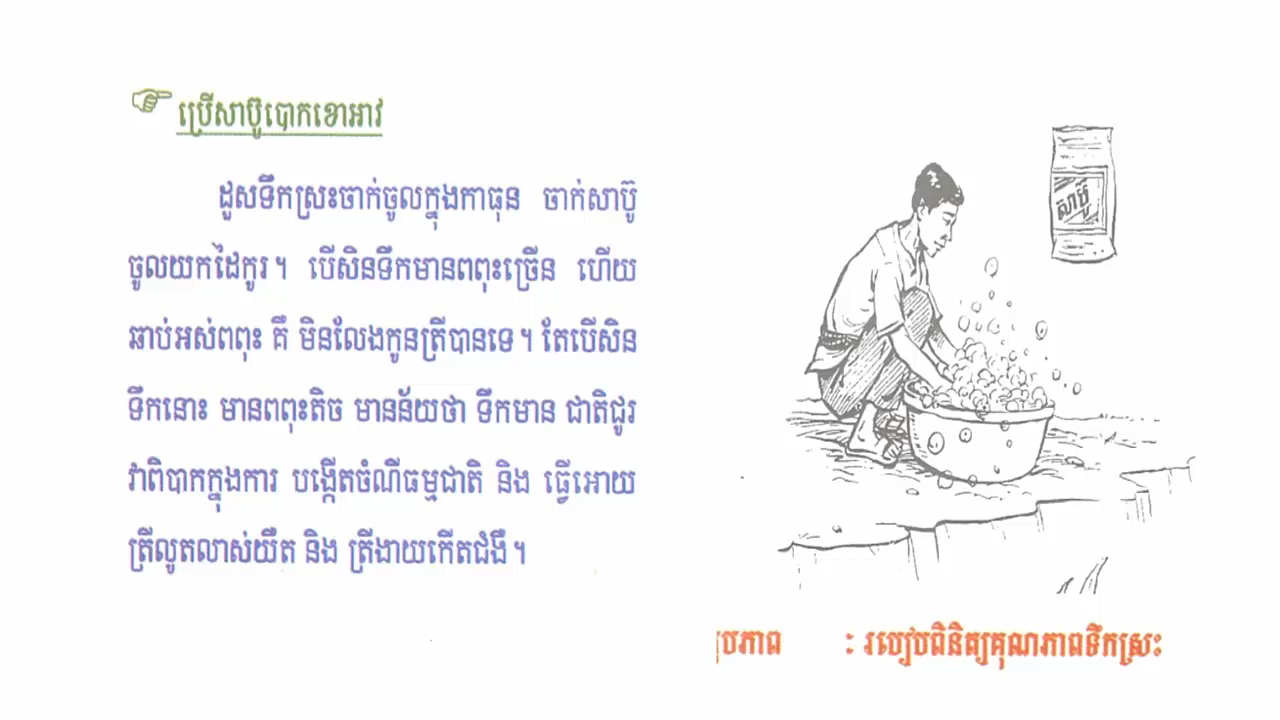 ប្រើសាប៊ូបោកខោអាវ
ដួសទឹកស្រះចាក់ចូលក្នុងកាធុន ចាក់សាប៊ូ
ចូលយកដៃកូរ។ បើសិនទឹកមានពពុះច្រើន ហើយ
ឆាប់អស់ពពុះ គឺ មិនលែងកូនត្រីបានទេ។ តែបើសិន
ទឹកនោះ មានពពុះតិច មានន័យថា ទឹកមាន ជាតិជូរ
វាពិបាកក្នុងការ បង្កើតចំណីធម្មជាតិ និង ធ្វើអោយ
ត្រីលូតលាស់យឺត និង ត្រីងាយកើតជំងឺ។
សាប៊ូ
រូបភាព : របៀបពិនិត្យគុណភាពទឹកស្រះ